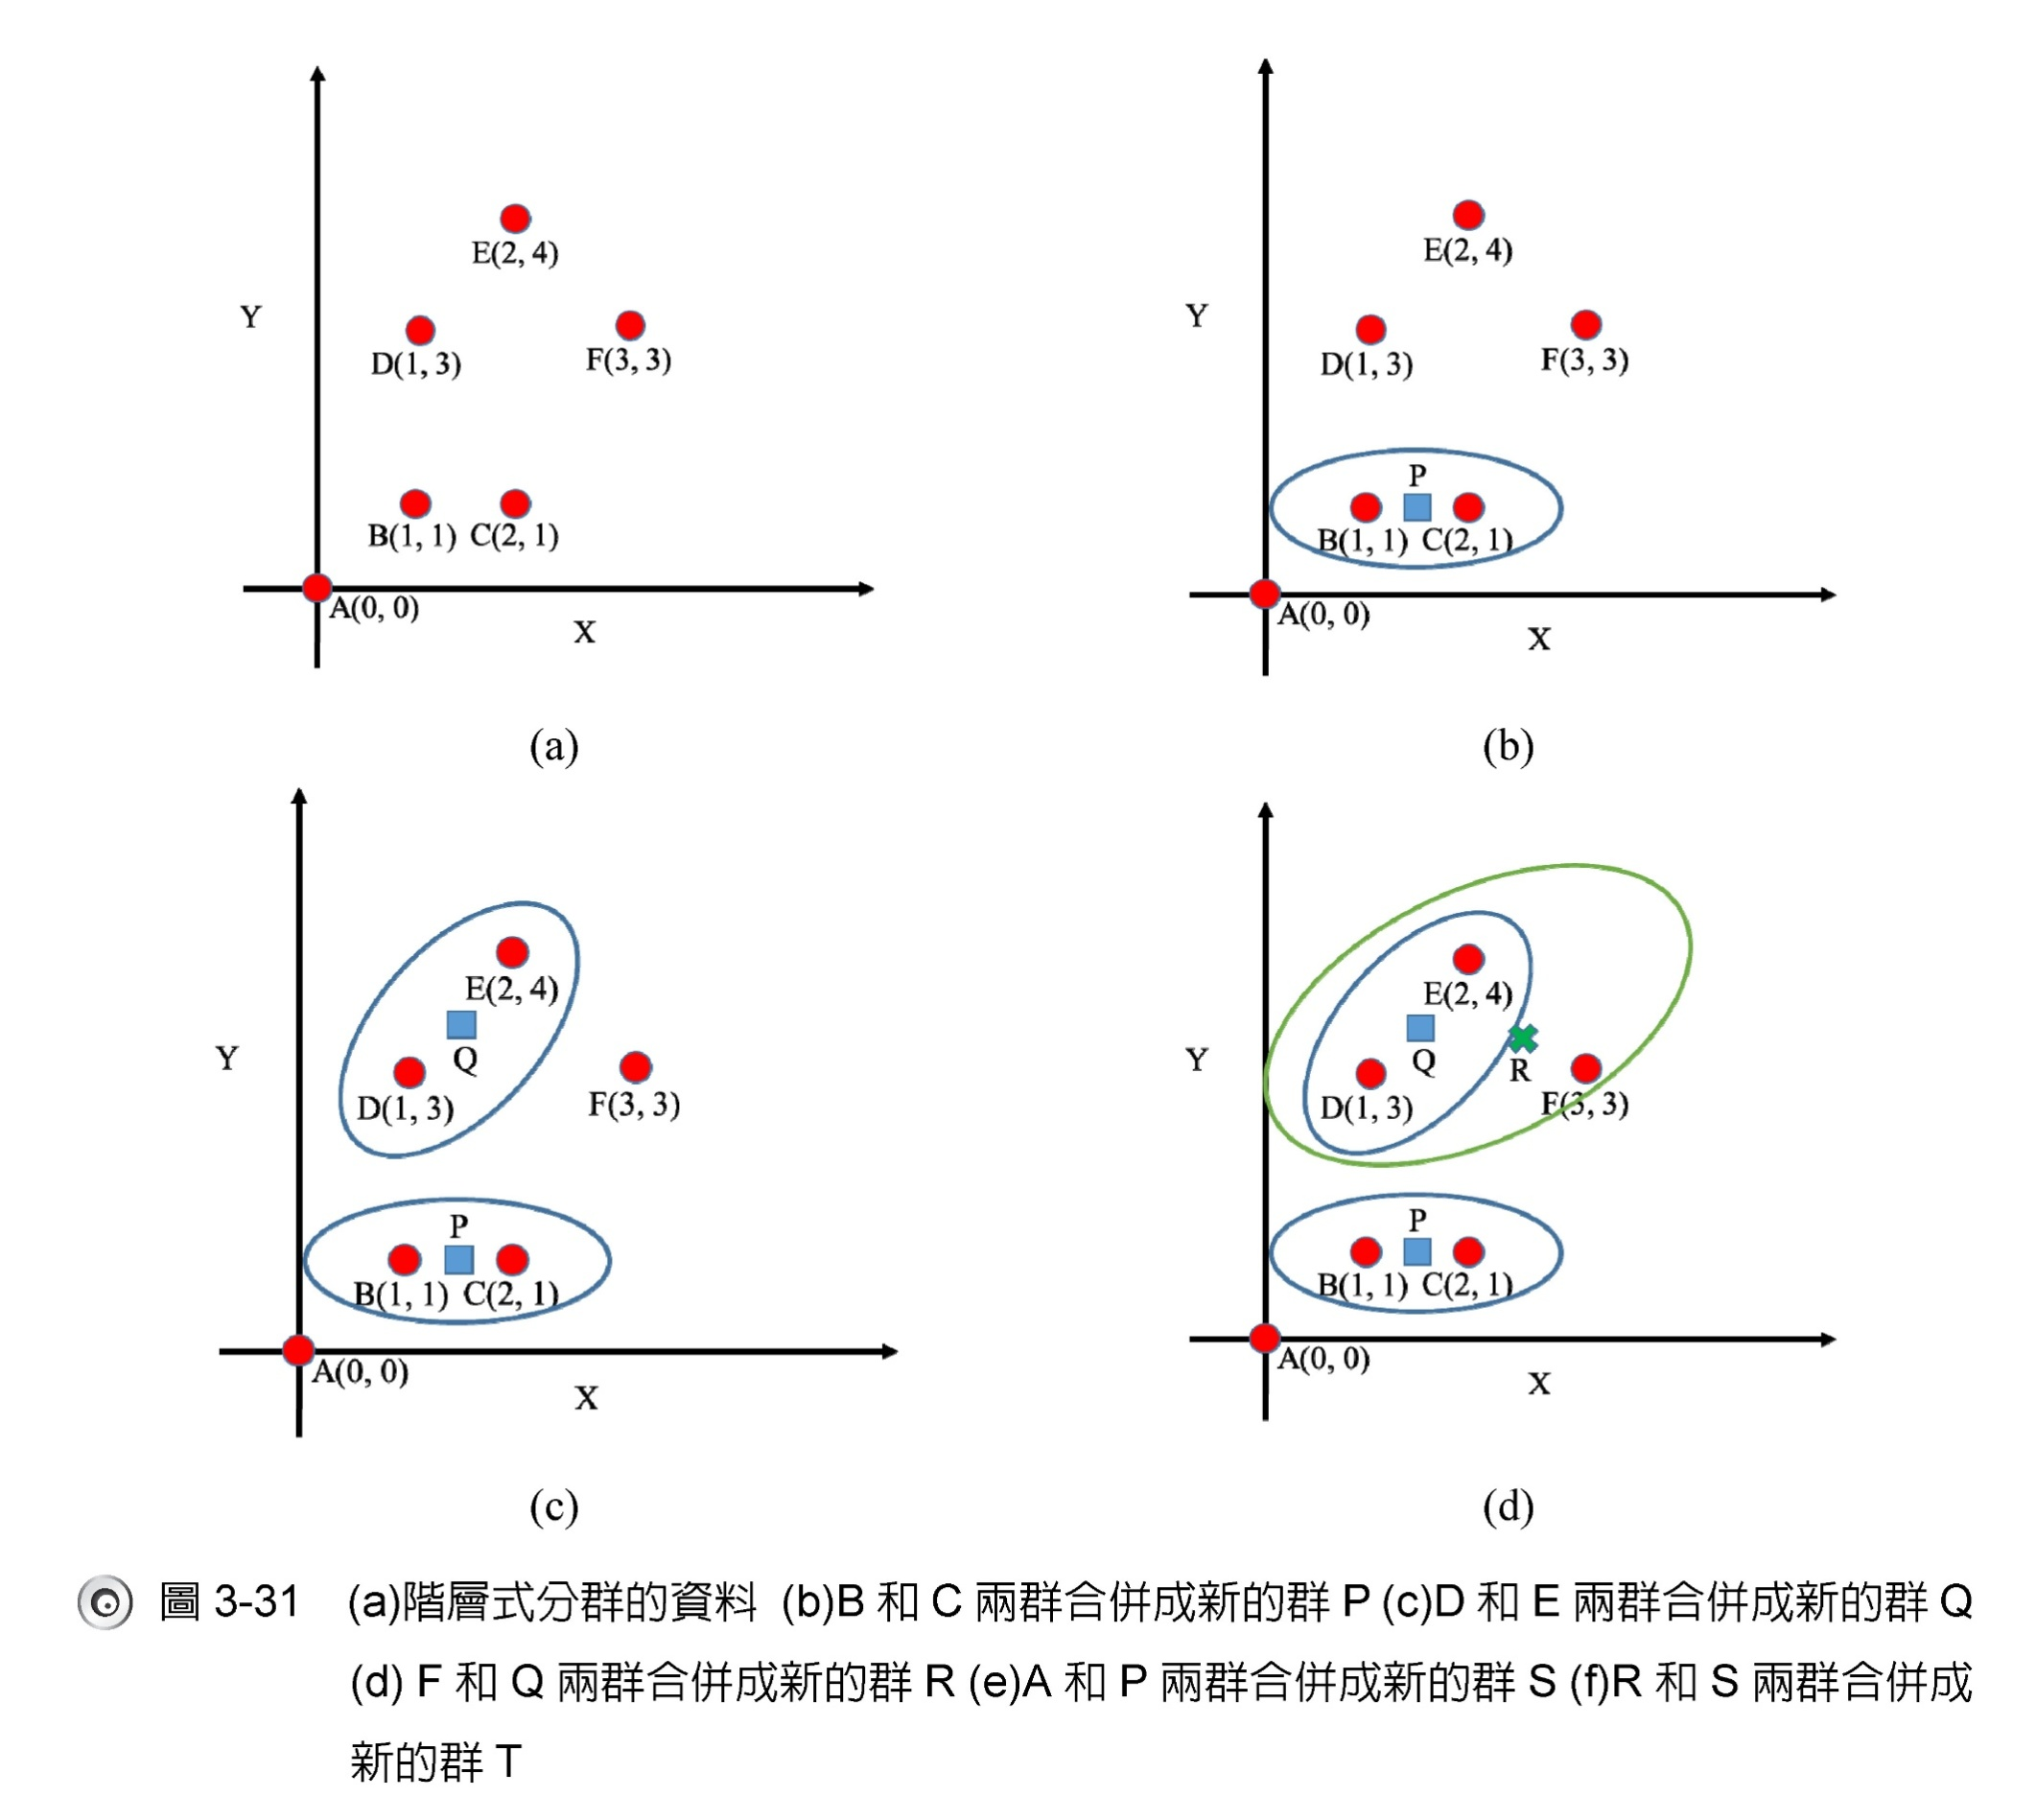 E(2, 4)
Y
D(1, 3)
F(3, 3)
B(1, 1) C(2, 1)
A(0, 0)
X
(a)
E(2, 4)
Y
D(1, 3)
F(3, 3)
P
B(1, 1) C(2, 1)
A(0, 0)
X
(b)
E(2, 4)
Y
Q
D(1, 3)
F(3, 3)
P
B(1, 1) C(2, 1)
A(0, 0)
X
(c)
E(2, 4)
Y
Q
R
D(1, 3)
F(3, 3)
P
B(1, 1) C(2, 1)
A(0, 0)
X
(d)
圖 3-31 (a)階層式分群的資料 (b)B 和 C 兩群合併成新的群 P (c)D 和 E 兩群合併成新的群 Q
(d) F 和 Q 兩群合併成新的群 R (e)A 和 P 兩群合併成新的群 S (f)R 和 S 兩群合併成
新的群 T